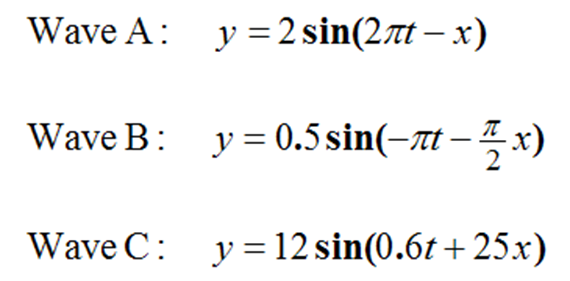 Wave A: y = 2 sin(2πt − x)
Wave B: y = 0.5 sin(−πt − π/2 x)
Wave C: y = 12 sin(0.6t + 25x)